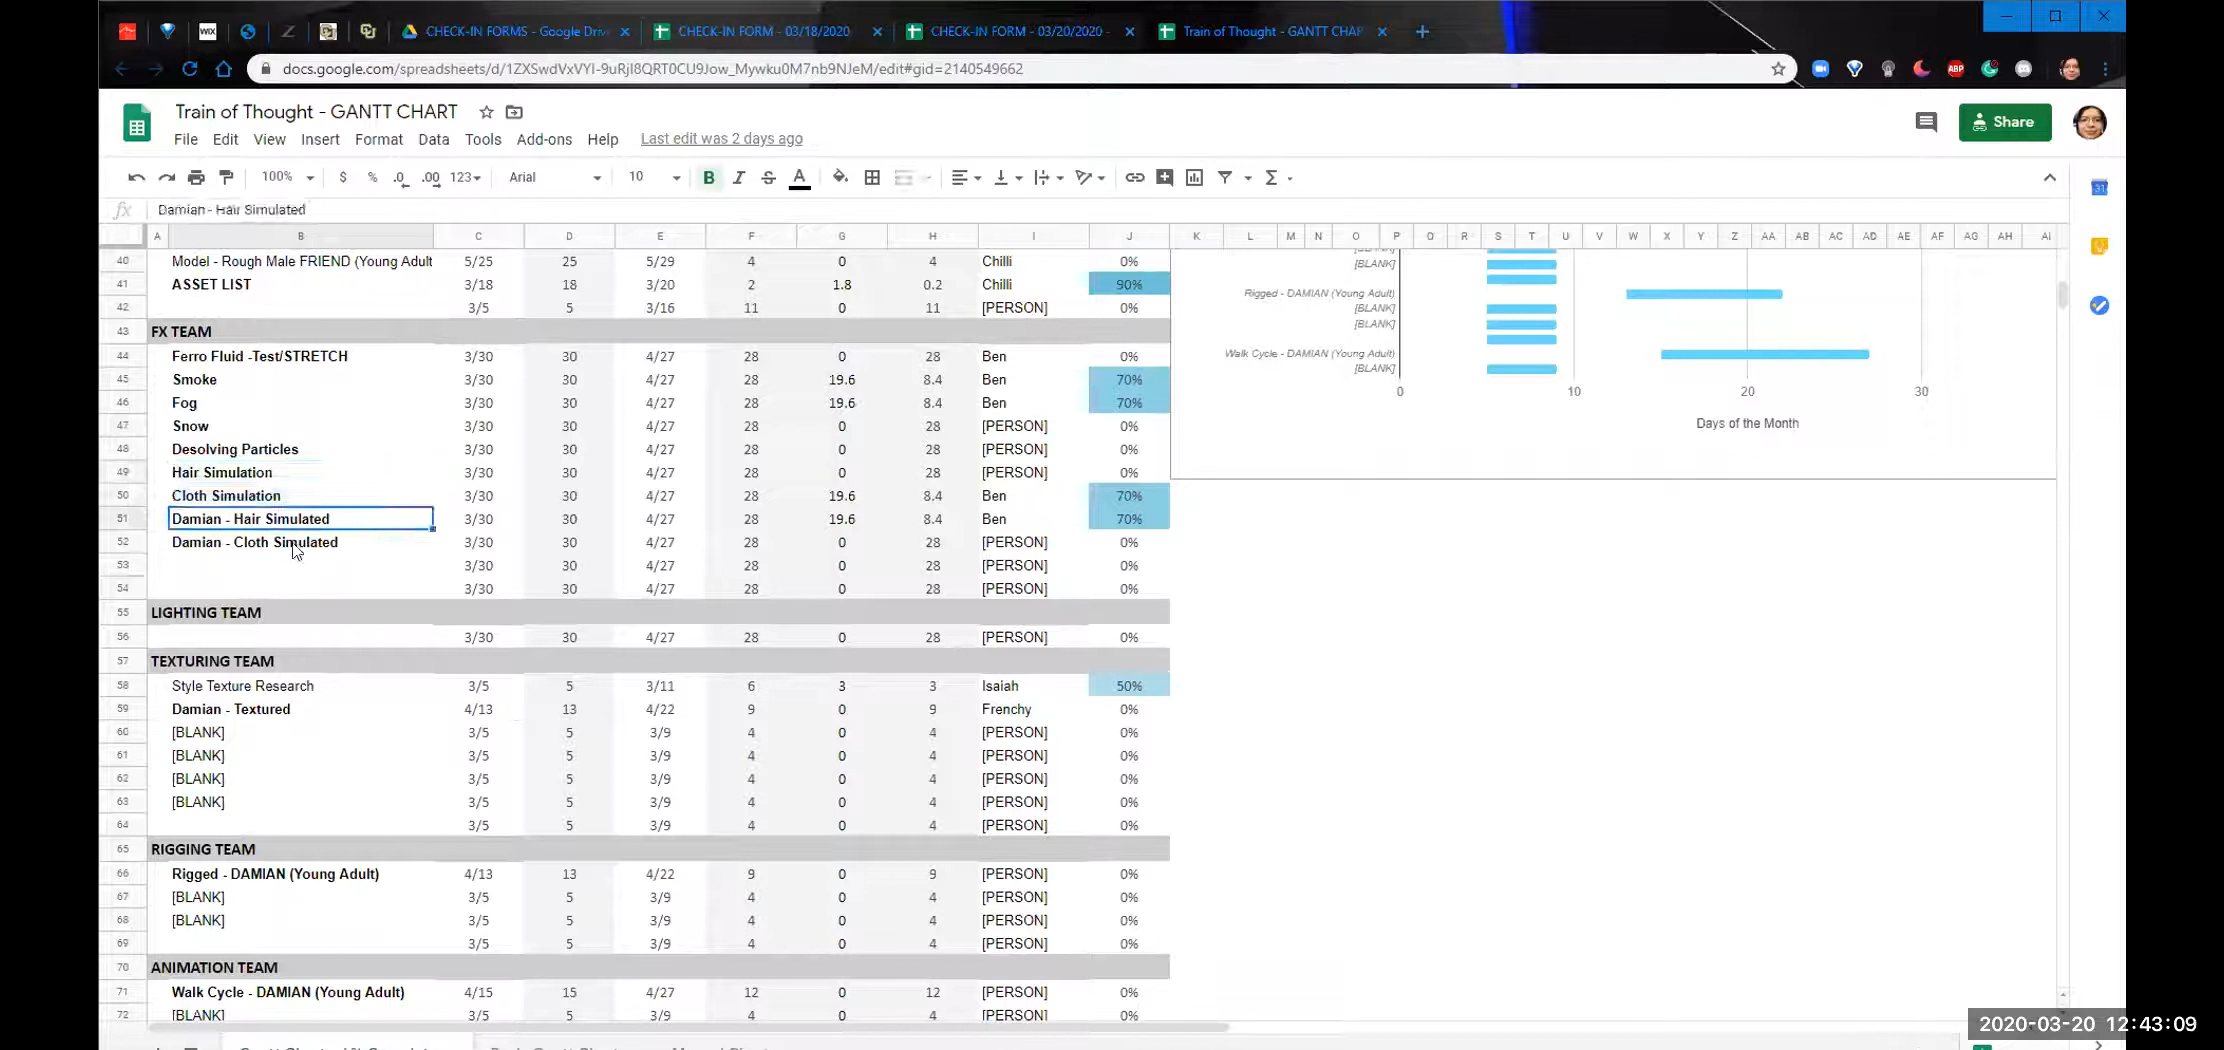 CHECK-IN FORMS - Google Drive
CHECK-IN FORM - 03/18/2020
CHECK-IN FORM - 03/20/2020 -
Train of Thought - GANTT CHAR
docs.google.com/spreadsheets/d/1ZXSwdVxVYI-9uRjI8QRT0CU9Jow_Mywku0M7nb9NJeM/edit#gid=2140549662
Train of Thought - GANTT CHART
File Edit View Insert Format Data Tools Add-ons Help Last edit was 2 days ago
Share
100% $ % .0 .00 123 Arial 10 B I S A Σ
fx Damian - Hair Simulated
A B C D E F G H I J K L M N O P Q R S T U V W X Y Z AA AB AC AD AE AF AG AH AI
40 Model - Rough Male FRIEND (Young Adult 5/25 25 5/29 4 0 4 Chilli 0%
41 ASSET LIST 3/18 18 3/20 2 1.8 0.2 Chilli 90%
42 3/5 5 3/16 11 0 11 [PERSON] 0%
43 FX TEAM
44 Ferro Fluid -Test/STRETCH 3/30 30 4/27 28 0 28 Ben 0%
45 Smoke 3/30 30 4/27 28 19.6 8.4 Ben 70%
46 Fog 3/30 30 4/27 28 19.6 8.4 Ben 70%
47 Snow 3/30 30 4/27 28 0 28 [PERSON] 0%
48 Desolving Particles 3/30 30 4/27 28 0 28 [PERSON] 0%
49 Hair Simulation 3/30 30 4/27 28 0 28 [PERSON] 0%
50 Cloth Simulation 3/30 30 4/27 28 19.6 8.4 Ben 70%
51 Damian - Hair Simulated 3/30 30 4/27 28 19.6 8.4 Ben 70%
52 Damian - Cloth Simulated 3/30 30 4/27 28 0 28 [PERSON] 0%
53 3/30 30 4/27 28 0 28 [PERSON] 0%
54 3/30 30 4/27 28 0 28 [PERSON] 0%
55 LIGHTING TEAM
56 3/30 30 4/27 28 0 28 [PERSON] 0%
57 TEXTURING TEAM
58 Style Texture Research 3/5 5 3/11 6 3 3 Isaiah 50%
59 Damian - Textured 4/13 13 4/22 9 0 9 Frenchy 0%
60 [BLANK] 3/5 5 3/9 4 0 4 [PERSON] 0%
61 [BLANK] 3/5 5 3/9 4 0 4 [PERSON] 0%
62 [BLANK] 3/5 5 3/9 4 0 4 [PERSON] 0%
63 [BLANK] 3/5 5 3/9 4 0 4 [PERSON] 0%
64 3/5 5 3/9 4 0 4 [PERSON] 0%
65 RIGGING TEAM
66 Rigged - DAMIAN (Young Adult) 4/13 13 4/22 9 0 9 [PERSON] 0%
67 [BLANK] 3/5 5 3/9 4 0 4 [PERSON] 0%
68 [BLANK] 3/5 5 3/9 4 0 4 [PERSON] 0%
69 3/5 5 3/9 4 0 4 [PERSON] 0%
70 ANIMATION TEAM
71 Walk Cycle - DAMIAN (Young Adult) 4/15 15 4/27 12 0 12 [PERSON] 0%
72 [BLANK] 3/5 5 3/9 4 0 4 [PERSON] 0%
[BLANK]
[BLANK]
Rigged - DAMIAN (Young Adult)
[BLANK]
[BLANK]
Walk Cycle - DAMIAN (Young Adult)
[BLANK]
0 10 20 30
Days of the Month
31
2020-03-20 12:43:09